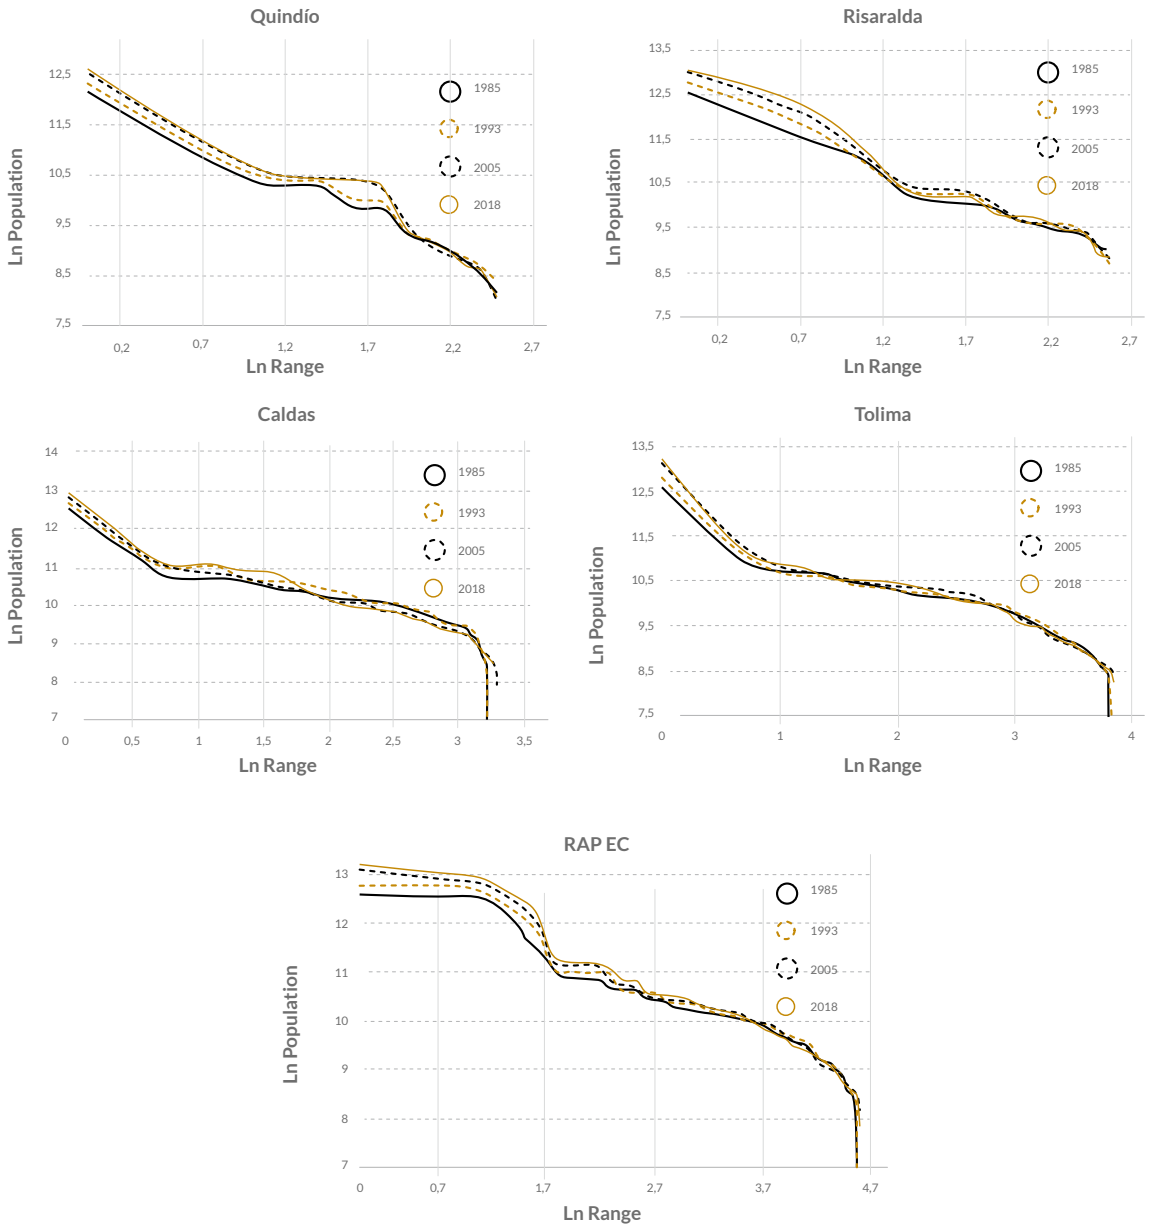 Quindío
12,5
11,5
10,5
9,5
8,5
7,5
Ln Population
0,2 0,7 1,2 1,7 2,2 2,7
Ln Range
1985
1993
2005
2018
Risaralda
13,5
12,5
11,5
10,5
9,5
8,5
7,5
Ln Population
0,2 0,7 1,2 1,7 2,2 2,7
Ln Range
1985
1993
2005
2018
Caldas
14
13
12
11
10
9
8
7
Ln Population
0 0,5 1 1,5 2 2,5 3 3,5
Ln Range
1985
1993
2005
2018
Tolima
13,5
12,5
11,5
10,5
9,5
8,5
7,5
Ln Population
0 1 2 3 4
Ln Range
1985
1993
2005
2018
RAP EC
13
12
11
10
9
8
7
Ln Population
0 0,7 1,7 2,7 3,7 4,7
Ln Range
1985
1993
2005
2018